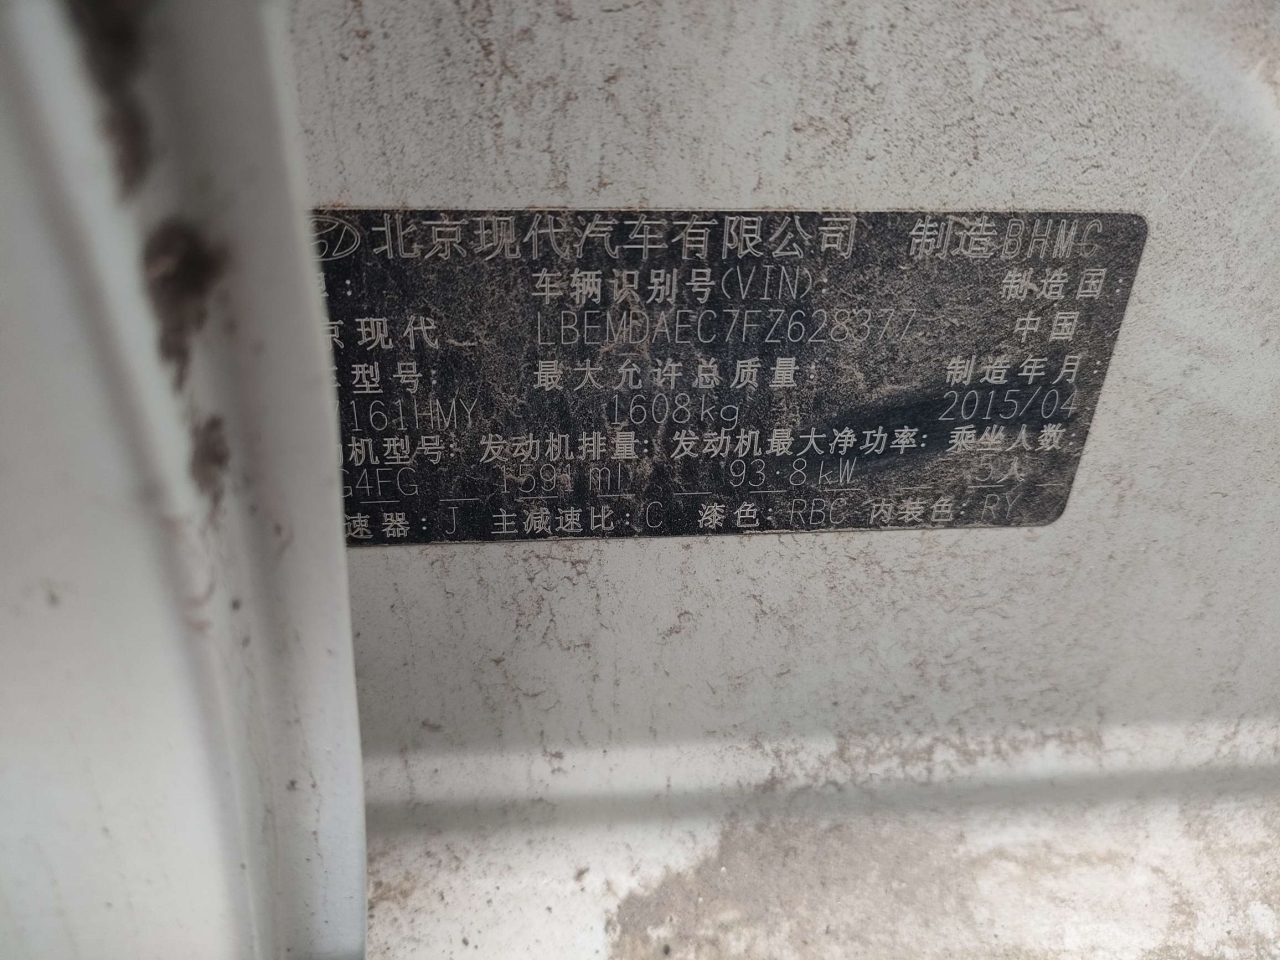 北京现代汽车有限公司 制造BHMC
车辆识别号(VIN): 制造国:
京现代 LBEMDAEC7FZ628377 中国
型号: 最大允许总质量: 制造年月:
161HMY 1608kg 2015/04
机型号: 发动机排量: 发动机最大净功率: 乘坐人数:
G4FG 1591ml 93.8kW 5人
速器: J 主减速比: C 漆色: RBC 内装色: RY